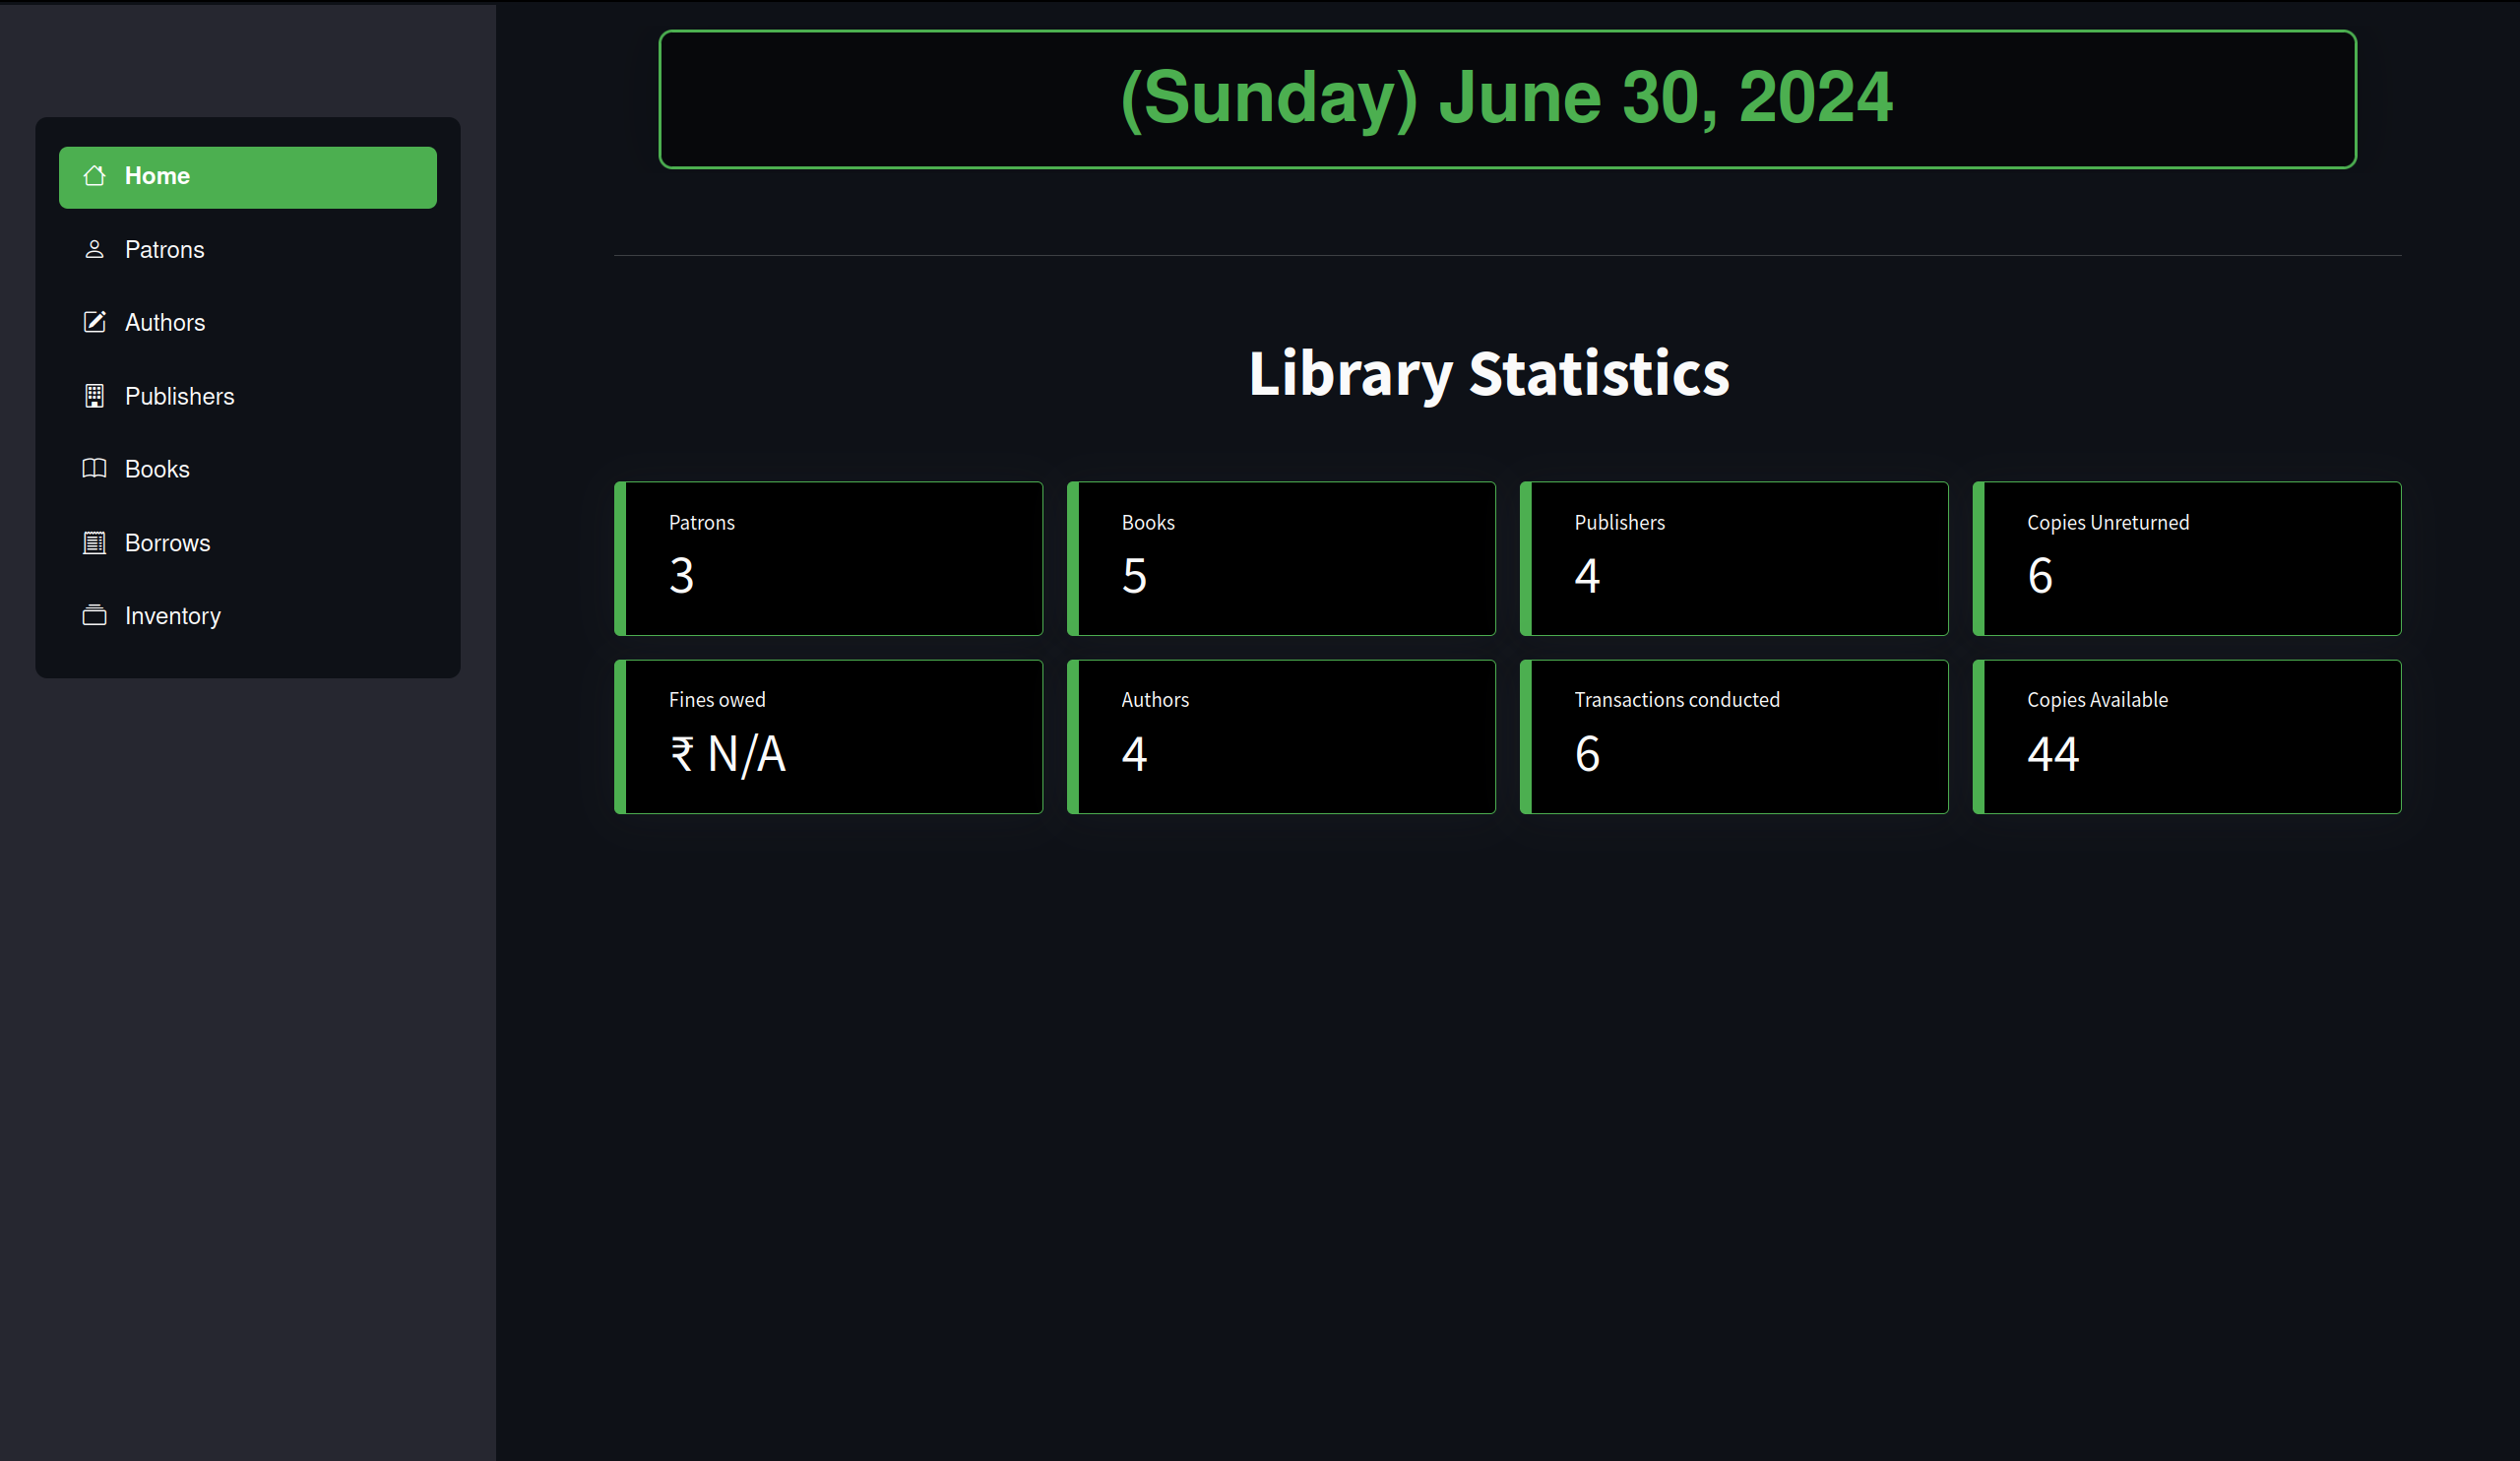 (Sunday) June 30, 2024
Home
Patrons
Authors
Publishers
Books
Borrows
Inventory
Library Statistics
Patrons
3
Books
5
Publishers
4
Copies Unreturned
6
Fines owed
₹ N/A
Authors
4
Transactions conducted
6
Copies Available
44